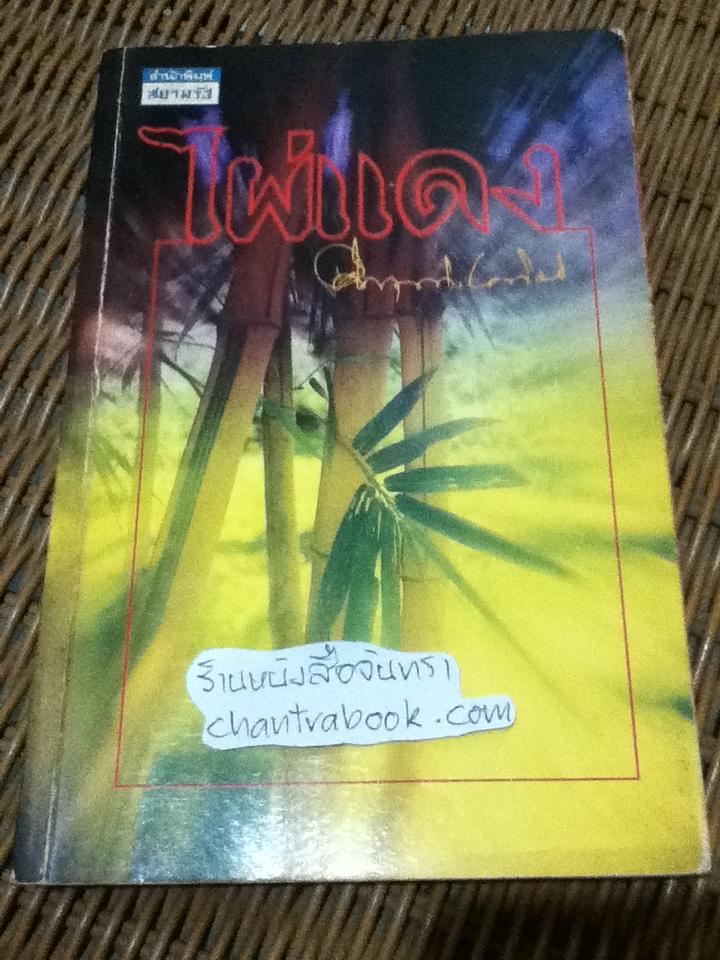 สำนักพิมพ์
สยามรัฐ
ไผ่แดง
ร้านหนังสือจันทรา
chantrabook.com